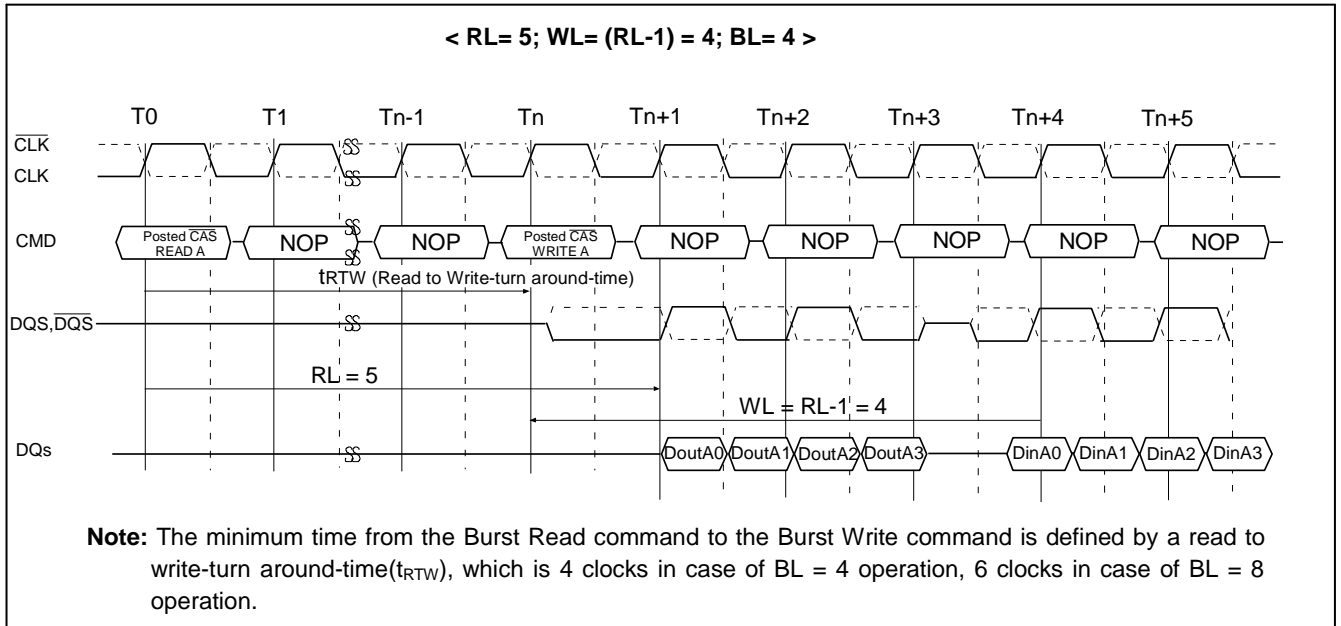 < RL= 5; WL= (RL-1) = 4; BL= 4 >
T0 T1 Tn-1 Tn Tn+1 Tn+2 Tn+3 Tn+4 Tn+5
CLK
CLK
CMD Posted CAS READ A NOP NOP Posted CAS WRITE A NOP NOP NOP NOP NOP
tRTW (Read to Write-turn around-time)
DQS,DQS
RL = 5
WL = RL-1 = 4
DQs DoutA0 DoutA1 DoutA2 DoutA3 DinA0 DinA1 DinA2 DinA3
Note: The minimum time from the Burst Read command to the Burst Write command is defined by a read to
write-turn around-time(tRTW), which is 4 clocks in case of BL = 4 operation, 6 clocks in case of BL = 8
operation.